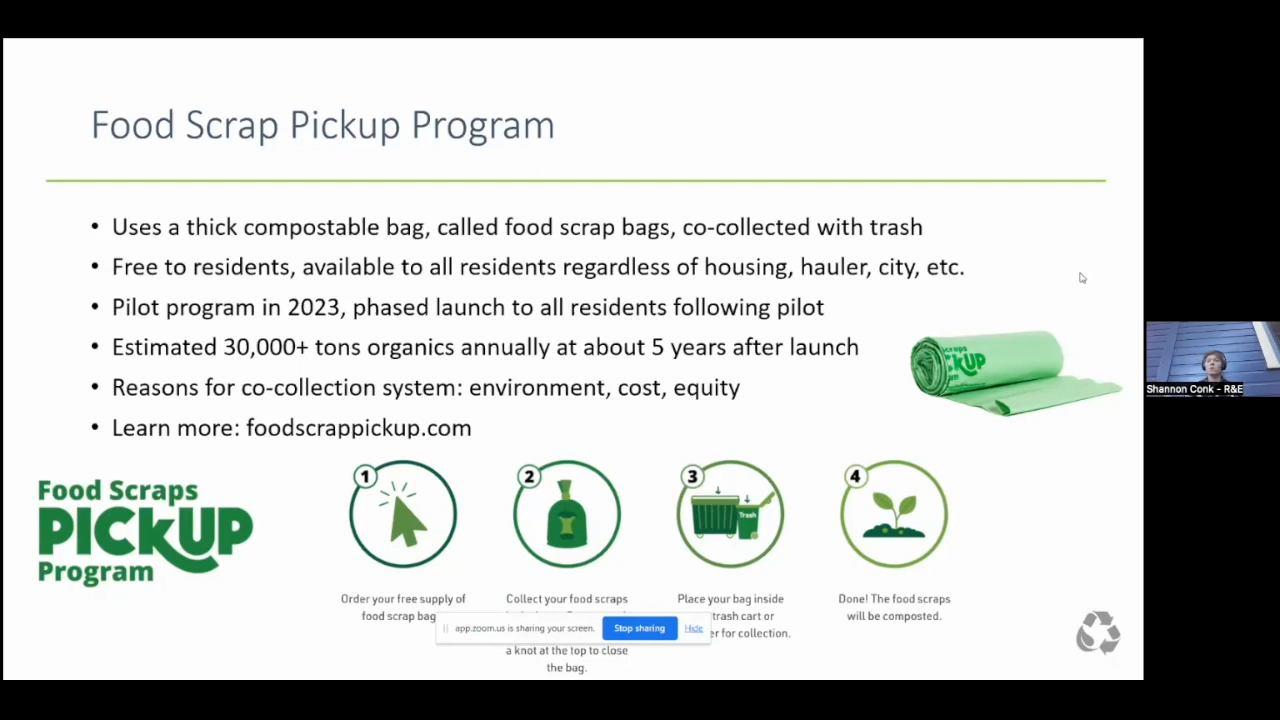 Food Scrap Pickup Program
• Uses a thick compostable bag, called food scrap bags, co-collected with trash
• Free to residents, available to all residents regardless of housing, hauler, city, etc.
• Pilot program in 2023, phased launch to all residents following pilot
• Estimated 30,000+ tons organics annually at about 5 years after launch
• Reasons for co-collection system: environment, cost, equity
• Learn more: foodscrappickup.com
Food Scraps
PICKUP
Program
1
Order your free supply of
food scrap
2
Collect your food scraps
a knot at the top to close
the bag.
3
Trash
Place your bag inside
trash cart or
for collection.
4
Done! The food scraps
will be composted.
app.zoom.us is sharing your screen.
Stop sharing
Hide
Shannon Conk - R&E